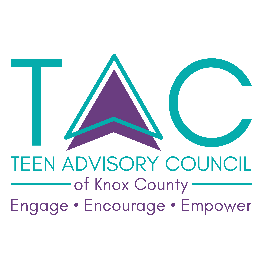 TAC
TEEN ADVISORY COUNCIL
of Knox County
Engage • Encourage • Empower